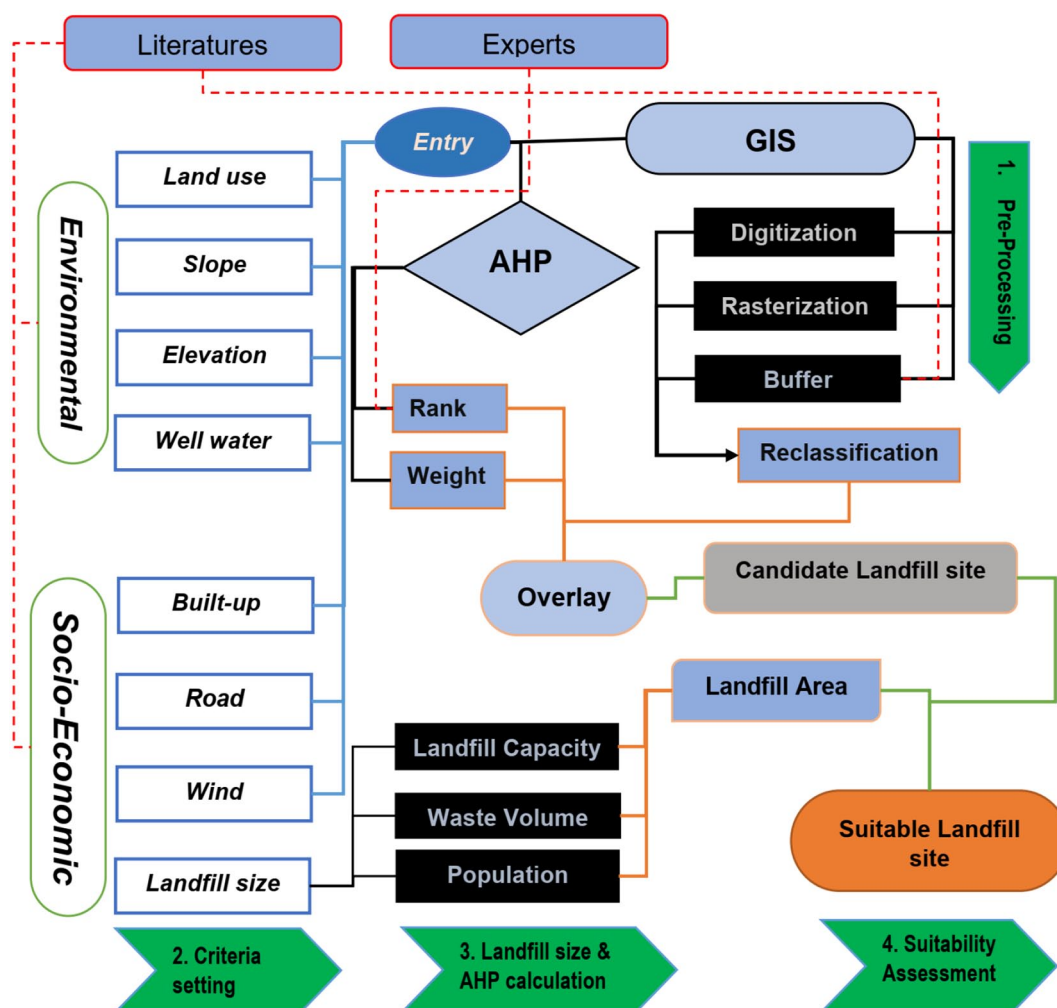 Literatures
Experts
Entry
GIS
1. Pre-Processing
Environmental
Land use
Slope
Elevation
Well water
AHP
Digitization
Rasterization
Buffer
Rank
Weight
Reclassification
Overlay
Candidate Landfill site
Socio-Economic
Built-up
Road
Wind
Landfill size
Landfill Area
Landfill Capacity
Waste Volume
Population
Suitable Landfill
site
2. Criteria
setting
3. Landfill size &
AHP calculation
4. Suitability
Assessment